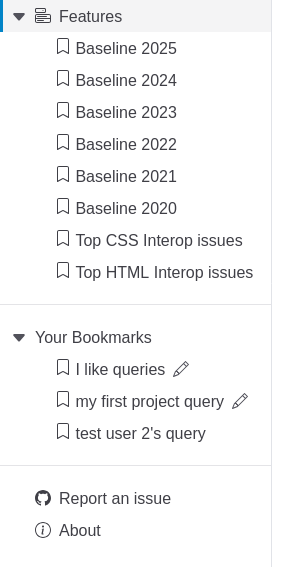 Features
Baseline 2025
Baseline 2024
Baseline 2023
Baseline 2022
Baseline 2021
Baseline 2020
Top CSS Interop issues
Top HTML Interop issues
Your Bookmarks
I like queries
my first project query
test user 2's query
Report an issue
About